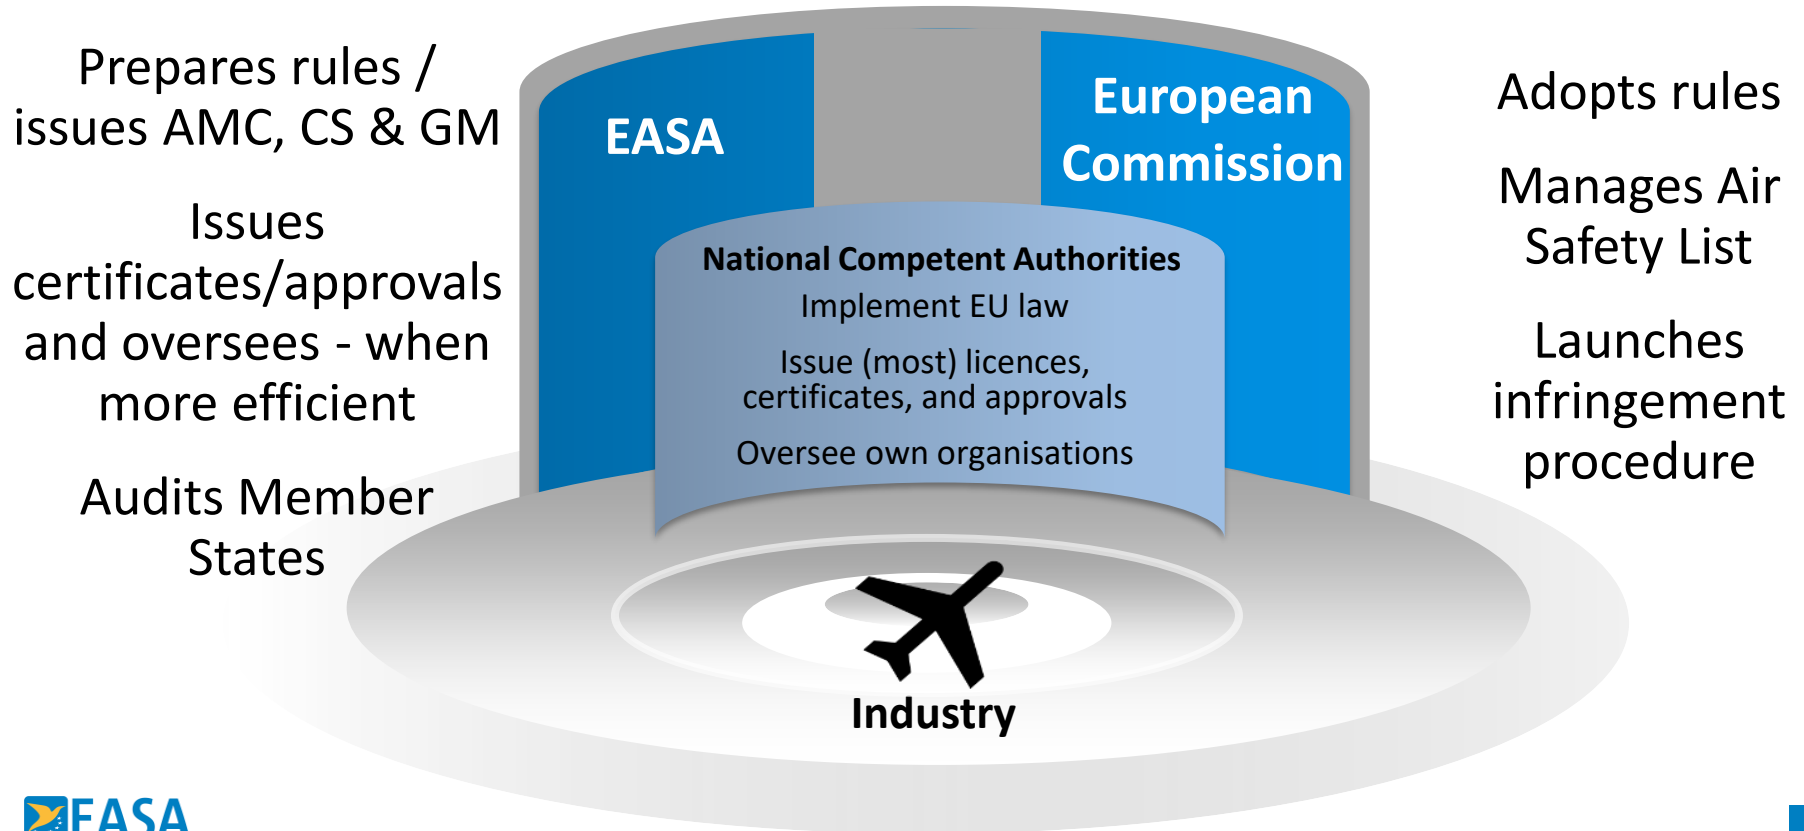 Prepares rules /
issues AMC, CS & GM
Issues
certificates/approvals
and oversees - when
more efficient
Audits Member
States
EASA
European
Commission
National Competent Authorities
Implement EU law
Issue (most) licences,
certificates, and approvals
Oversee own organisations
Industry
Adopts rules
Manages Air
Safety List
Launches
infringement
procedure
EASA